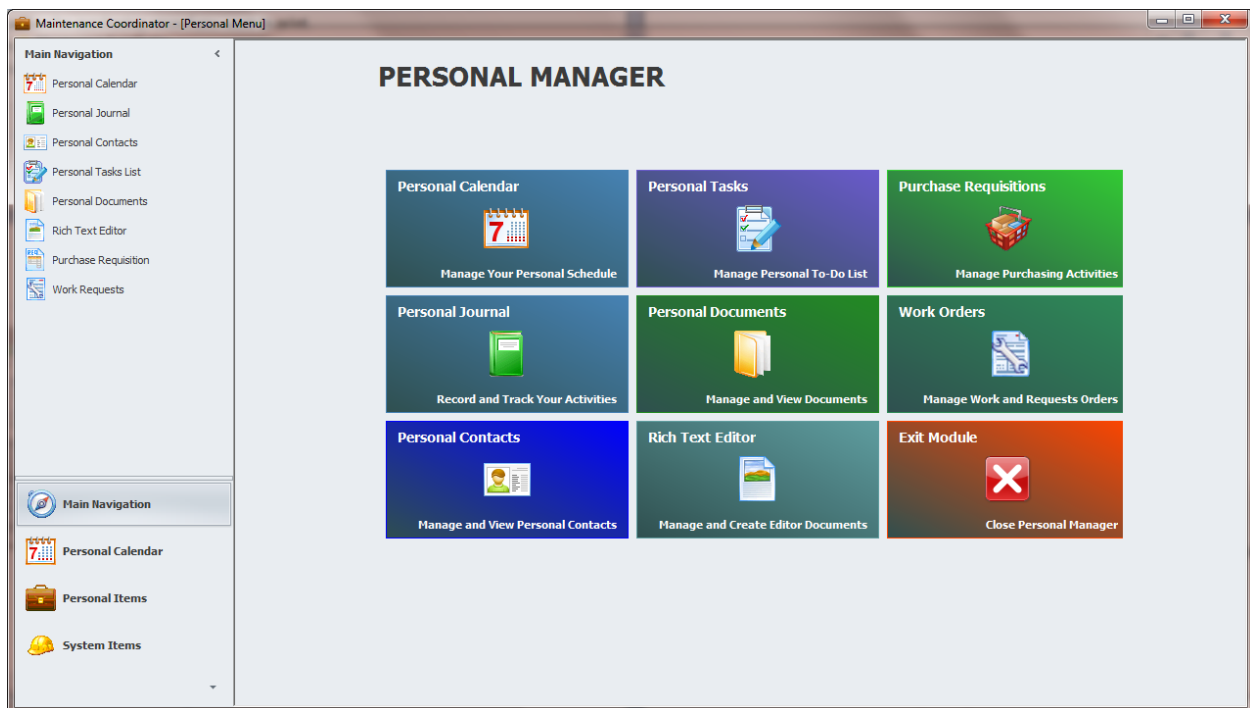 Maintenance Coordinator - [Personal Menu]
Main Navigation
Personal Calendar
Personal Journal
Personal Contacts
Personal Tasks List
Personal Documents
Rich Text Editor
Purchase Requisition
Work Requests
Main Navigation
Personal Calendar
Personal Items
System Items
PERSONAL MANAGER
Personal Calendar
7
Manage Your Personal Schedule
Personal Tasks
Manage Personal To-Do List
Purchase Requisitions
Manage Purchasing Activities
Personal Journal
Record and Track Your Activities
Personal Documents
Manage and View Documents
Work Orders
Manage Work and Requests Orders
Personal Contacts
Manage and View Personal Contacts
Rich Text Editor
Manage and Create Editor Documents
Exit Module
Close Personal Manager